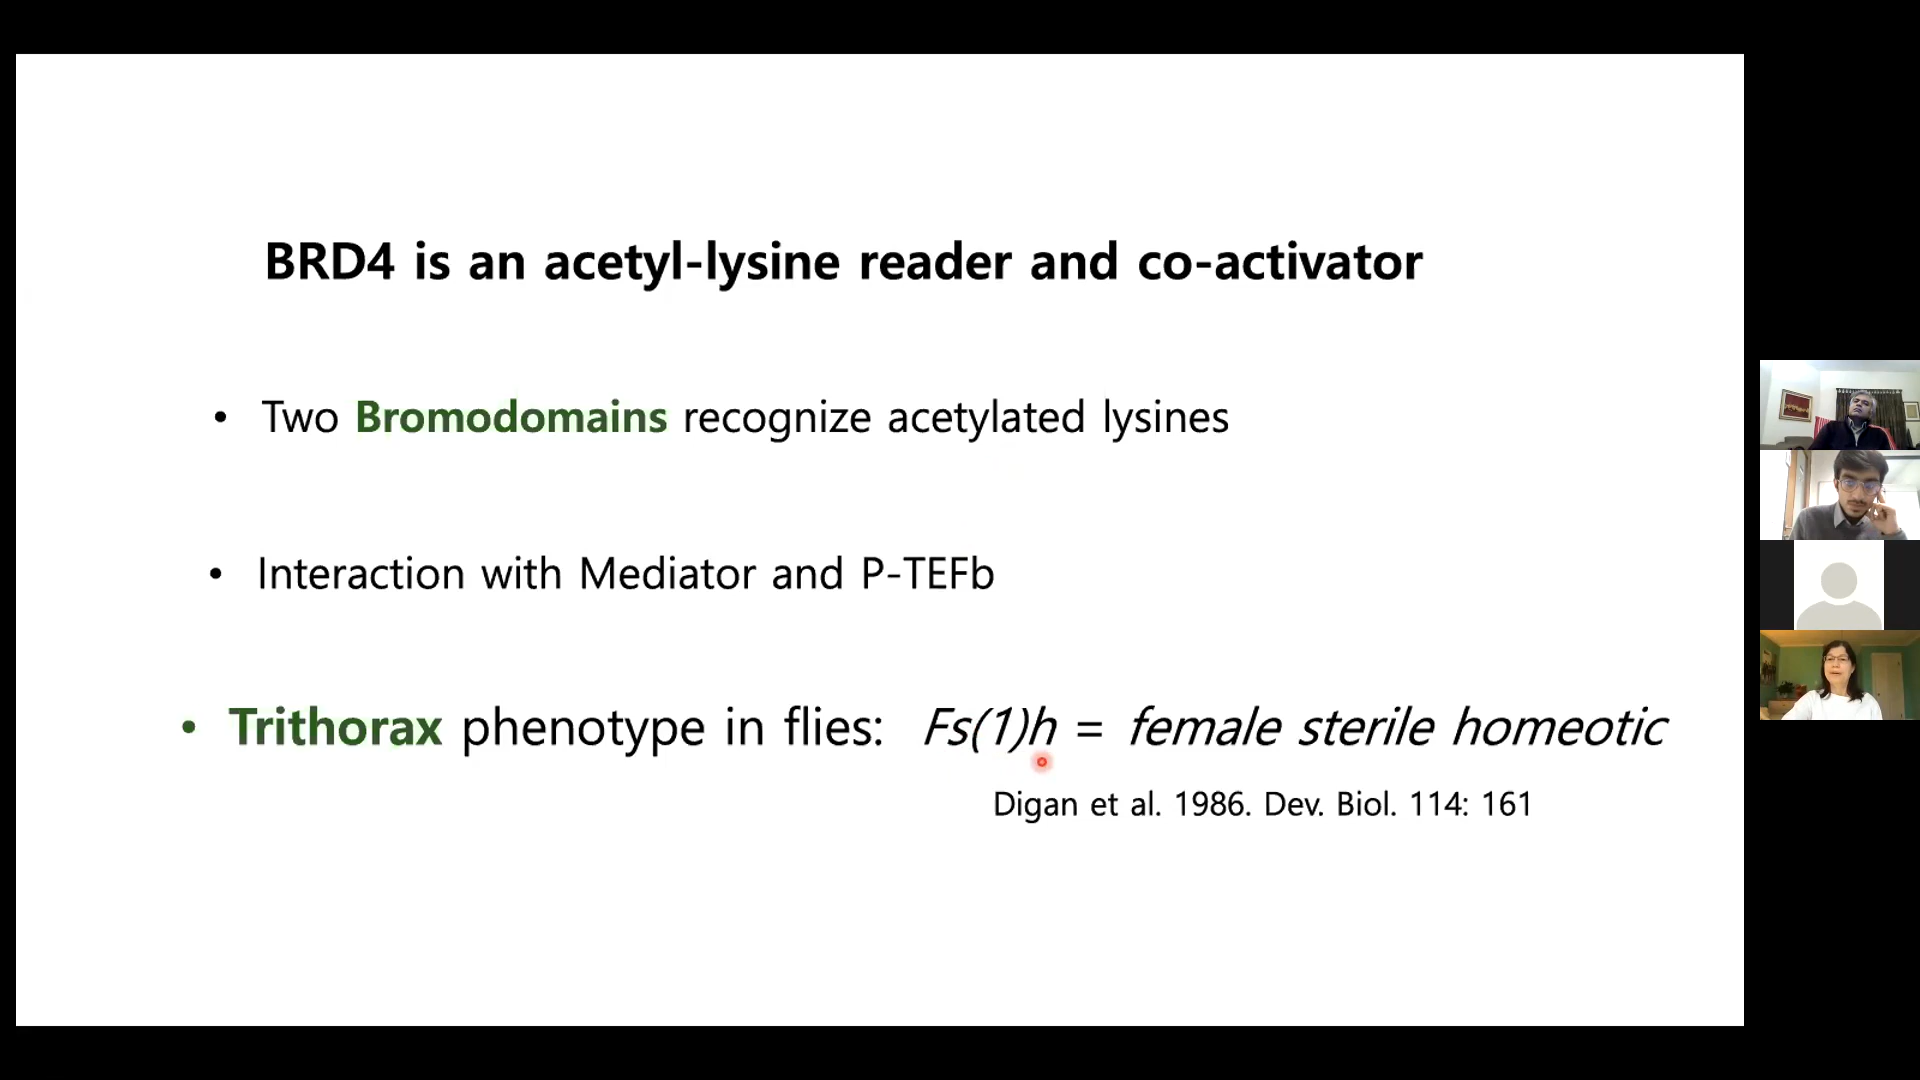 BRD4 is an acetyl-lysine reader and co-activator
• Two Bromodomains recognize acetylated lysines
• Interaction with Mediator and P-TEFb
• Trithorax phenotype in flies: Fs(1)h = female sterile homeotic
Digan et al. 1986. Dev. Biol. 114: 161